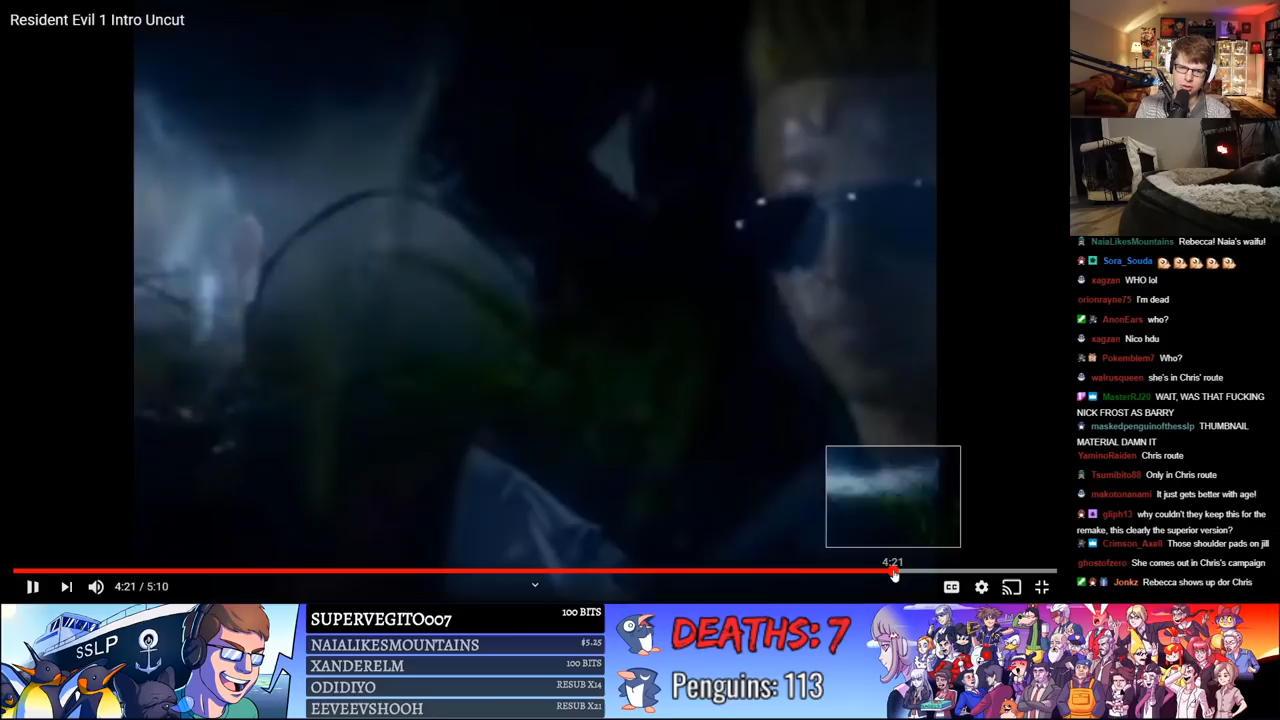 Resident Evil 1 Intro Uncut
NaiaLikesMountains Rebecca! Naia's waifu!
Sora_Souda
xagzan WHO lol
orionrayne75 I'm dead
AnonEars who?
xagzan Nico hdu
Pokemblem7 Who?
walrusqueen she's in Chris' route
MasterRJ20 WAIT, WAS THAT FUCKING
NICK FROST AS BARRY
maskedpenguinofthesslp THUMBNAIL
MATERIAL DAMN IT
YaminoRaiden Chris route
Tsumibito88 Only in Chris route
makotonanami It just gets better with age!
gliph13 why couldn't they keep this for the
remake, this clearly the superior version?
Crimson_Axell Those shoulder pads on jill
ghostofzero She comes out in Chris's campaign
Jonkz Rebecca shows up dor Chris
4:21
4:21 / 5:10
CC
SSLP
SUPERVEGITO007 100 BITS
NAIALIKESMOUNTAINS $5.25
XANDERELM 100 BITS
ODIDIYO RESUB X14
EEVEEVSHOOH RESUB X21
DEATHS: 7
Penguins: 113